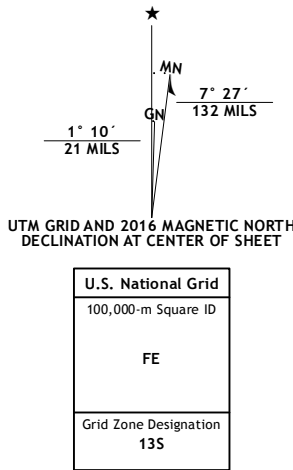 ★
MN
GN
7° 27´
132 MILS
1° 10´
21 MILS
UTM GRID AND 2016 MAGNETIC NORTH
DECLINATION AT CENTER OF SHEET
U.S. National Grid
100,000-m Square ID
FE
Grid Zone Designation
13S